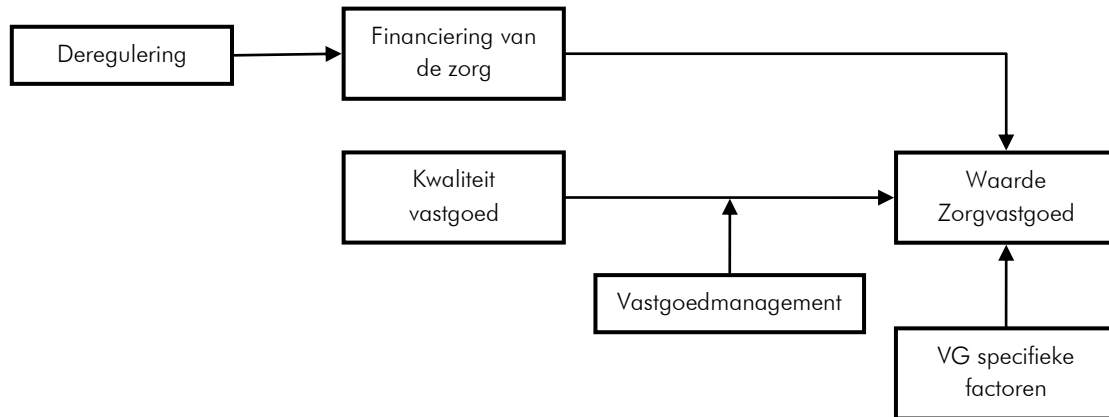 Deregulering
Financiering van
de zorg
Kwaliteit
vastgoed
Waarde
Zorgvastgoed
Vastgoedmanagement
VG specifieke
factoren